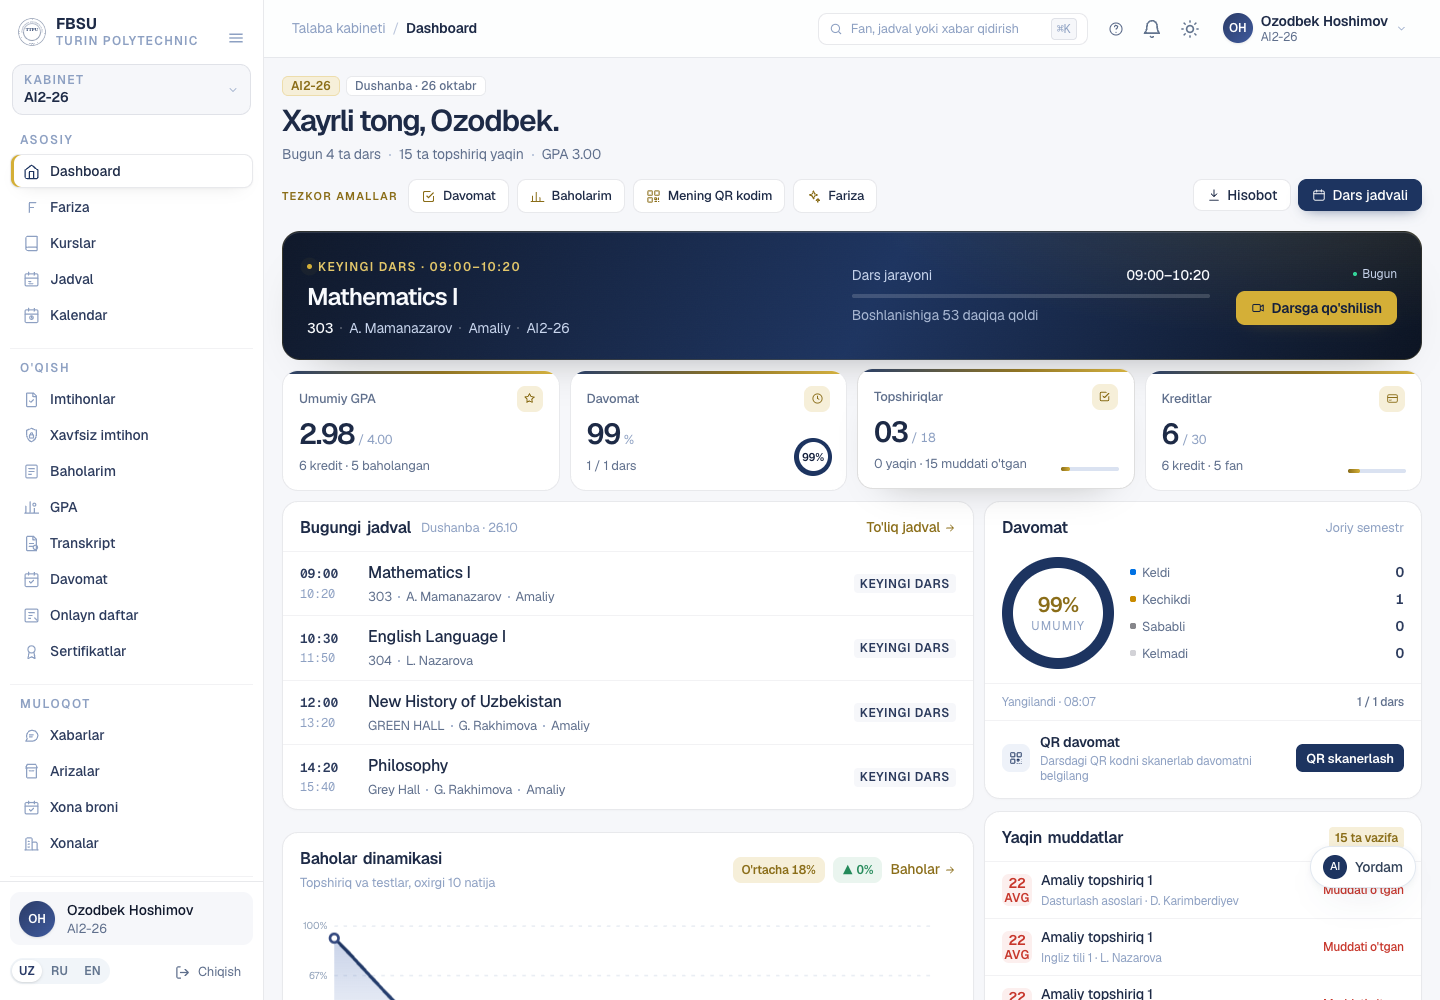 FBSU
TURIN POLYTECHNIC
KABINET
AI2-26
ASOSIY
Dashboard
Fariza
Kurslar
Jadval
Kalendar
O'QISH
Imtihonlar
Xavfsiz imtihon
Baholarim
GPA
Transkript
Davomat
Onlayn daftar
Sertifikatlar
MULOQOT
Xabarlar
Arizalar
Xona broni
Xonalar
OH
Ozodbek Hoshimov
AI2-26
UZ RU EN
Chiqish
Talaba kabineti / Dashboard
Fan, jadval yoki xabar qidirish ⌘K
OH
Ozodbek Hoshimov
AI2-26
AI2-26 Dushanba · 26 oktabr
Xayrli tong, Ozodbek.
Bugun 4 ta dars · 15 ta topshiriq yaqin · GPA 3.00
TEZKOR AMALLAR Davomat Baholarim Mening QR kodim Fariza
Hisobot Dars jadvali
KEYINGI DARS · 09:00–10:20
Mathematics I
303 · A. Mamanazarov · Amaliy · AI2-26
Dars jarayoni 09:00–10:20
Boshlanishiga 53 daqiqa qoldi
Bugun
Darsga qo'shilish
Umumiy GPA
2.98 / 4.00
6 kredit · 5 baholangan
Davomat
99 %
1 / 1 dars
99%
Topshiriqlar
03 / 18
0 yaqin · 15 muddati o'tgan
Kreditlar
6 / 30
6 kredit · 5 fan
Bugungi jadval Dushanba · 26.10 To'liq jadval →
09:00 Mathematics I
10:20 303 · A. Mamanazarov · Amaliy
KEYINGI DARS
10:30 English Language I
11:50 304 · L. Nazarova
KEYINGI DARS
12:00 New History of Uzbekistan
13:20 GREEN HALL · G. Rakhimova · Amaliy
KEYINGI DARS
14:20 Philosophy
15:40 Grey Hall · G. Rakhimova · Amaliy
KEYINGI DARS
Baholar dinamikasi
Topshiriq va testlar, oxirgi 10 natija
O'rtacha 18% ▲ 0% Baholar →
100%
67%
Davomat Joriy semestr
99%
UMUMIY
Keldi 0
Kechikdi 1
Sababli 0
Kelmadi 0
Yangilandi · 08:07 1 / 1 dars
QR davomat
Darsdagi QR kodni skanerlab davomatni
belgilang
QR skanerlash
Yaqin muddatlar 15 ta vazifa
AI Yordam
22 AVG
Amaliy topshiriq 1
Dasturlash asoslari · D. Karimberdiyev
Muddati o'tgan
22 AVG
Amaliy topshiriq 1
Ingliz tili 1 · L. Nazarova
Muddati o'tgan
22
Amaliy topshiriq 1